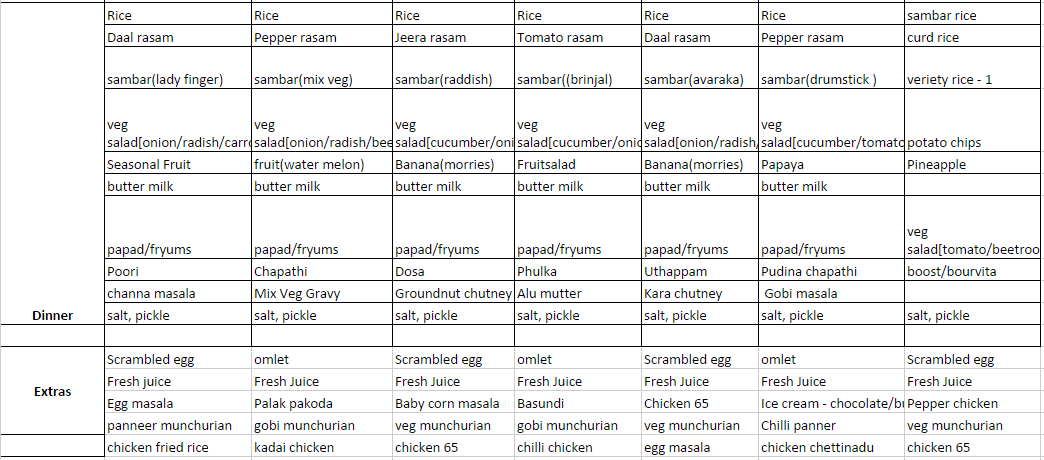 Rice Rice Rice Rice Rice Rice sambar rice
Daal rasam Pepper rasam Jeera rasam Tomato rasam Daal rasam Pepper rasam curd rice
sambar(lady finger) sambar(mix veg) sambar(raddish) sambar((brinjal) sambar(avaraka) sambar(drumstick ) veriety rice - 1
veg veg veg veg veg veg
salad[onion/radish/carr salad[onion/radish/bee salad[cucumber/oni salad[cucumber/onio salad[onion/radish/ salad[cucumber/tomato potato chips
Seasonal Fruit fruit(water melon) Banana(morries) Fruitsalad Banana(morries) Papaya Pineapple
butter milk butter milk butter milk butter milk butter milk butter milk
veg
papad/fryums papad/fryums papad/fryums papad/fryums papad/fryums papad/fryums salad[tomato/beetroo
Poori Chapathi Dosa Phulka Uthappam Pudina chapathi boost/bourvita
channa masala Mix Veg Gravy Groundnut chutney Alu mutter Kara chutney Gobi masala
Dinner salt, pickle salt, pickle salt, pickle salt, pickle salt, pickle salt, pickle salt, pickle
Scrambled egg omlet Scrambled egg omlet Scrambled egg omlet Scrambled egg
Extras Fresh juice Fresh Juice Fresh Juice Fresh Juice Fresh Juice Fresh Juice Fresh Juice
Egg masala Palak pakoda Baby corn masala Basundi Chicken 65 Ice cream - chocolate/bu Pepper chicken
panneer munchurian gobi munchurian veg munchurian gobi munchurian veg munchurian Chilli panner veg munchurian
chicken fried rice kadai chicken chicken 65 chilli chicken egg masala chicken chettinadu chicken 65